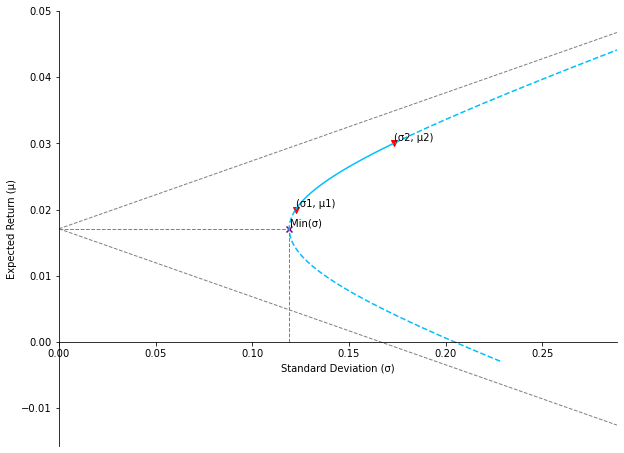 0.05
0.04
0.03
0.02
0.01
0.00
−0.01
Expected Return (μ)
(σ2, μ2)
(σ1, μ1)
Min(σ)
0.00
0.05
0.10
0.15
0.20
0.25
Standard Deviation (σ)